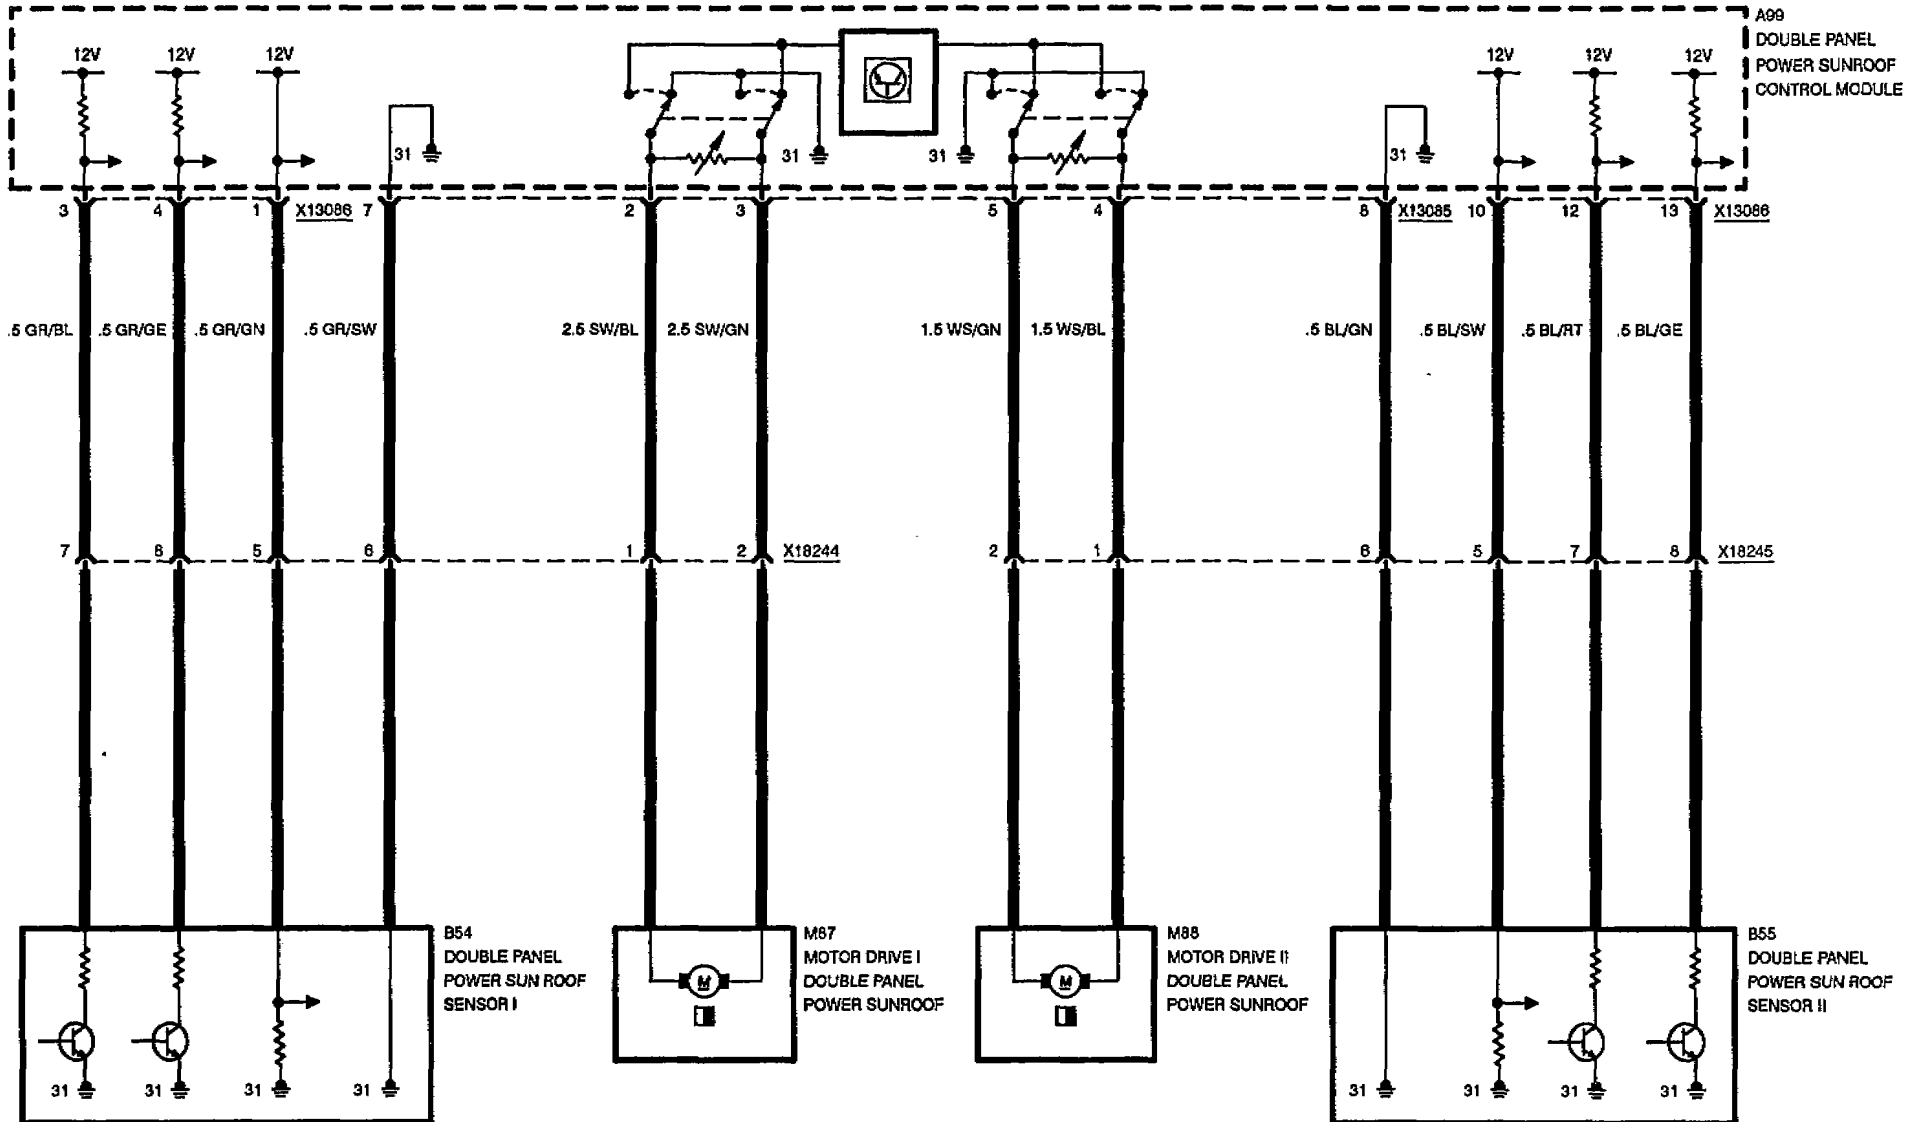 A99
DOUBLE PANEL
POWER SUNROOF
CONTROL MODULE
12V 12V 12V 12V 12V 12V
31 31 31 31
3 4 1 X13086 7 2 3 5 4 8 X13085 10 12 13 X13086
.5 GR/BL .5 GR/GE .5 GR/GN .5 GR/SW 2.5 SW/BL 2.5 SW/GN 1.5 WS/GN 1.5 WS/BL .5 BL/GN .5 BL/SW .5 BL/RT .5 BL/GE
7 8 5 6 1 2 X18244 2 1 6 5 7 8 X18245
B54
DOUBLE PANEL
POWER SUN ROOF
SENSOR I
M87
MOTOR DRIVE I
DOUBLE PANEL
POWER SUNROOF
M88
MOTOR DRIVE II
DOUBLE PANEL
POWER SUNROOF
B55
DOUBLE PANEL
POWER SUN ROOF
SENSOR II
M M
31 31 31 31 31 31 31 31